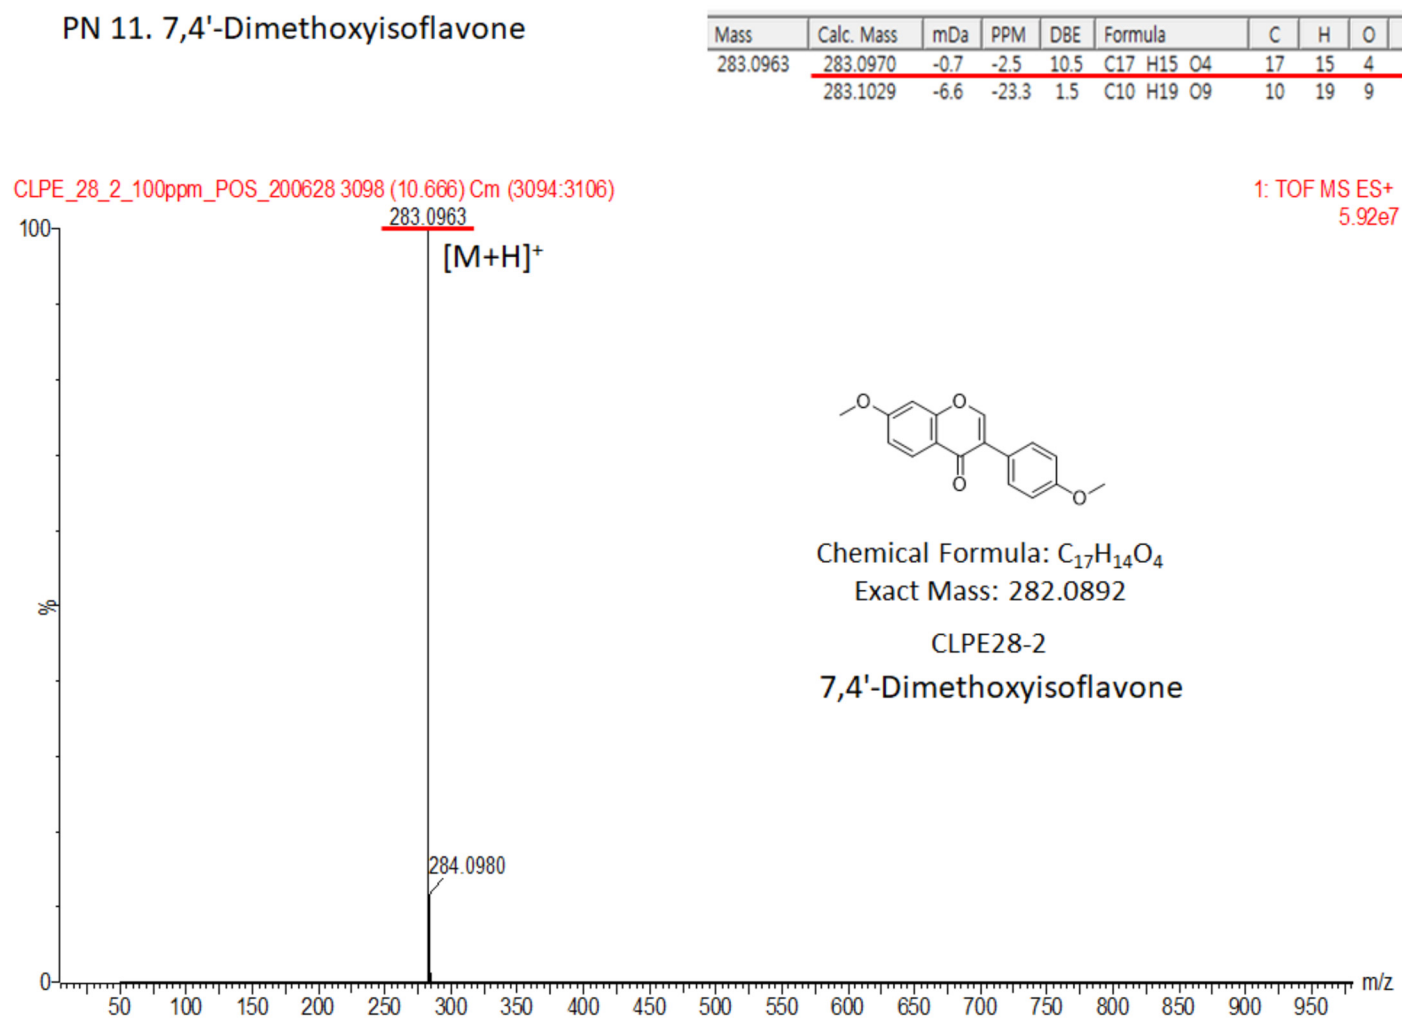 PN 11. 7,4'-Dimethoxyisoflavone
Mass Calc. Mass mDa PPM DBE Formula C H O
283.0963 283.0970 -0.7 -2.5 10.5 C17 H15 O4 17 15 4
283.1029 -6.6 -23.3 1.5 C10 H19 O9 10 19 9
CLPE_28_2_100ppm_POS_200628 3098 (10.666) Cm (3094:3106)
1: TOF MS ES+
5.92e7
283.0963
100
[M+H]⁺
O
O
O
O
Chemical Formula: C₁₇H₁₄O₄
Exact Mass: 282.0892
CLPE28-2
7,4'-Dimethoxyisoflavone
%
284.0980
0
m/z
50 100 150 200 250 300 350 400 450 500 550 600 650 700 750 800 850 900 950